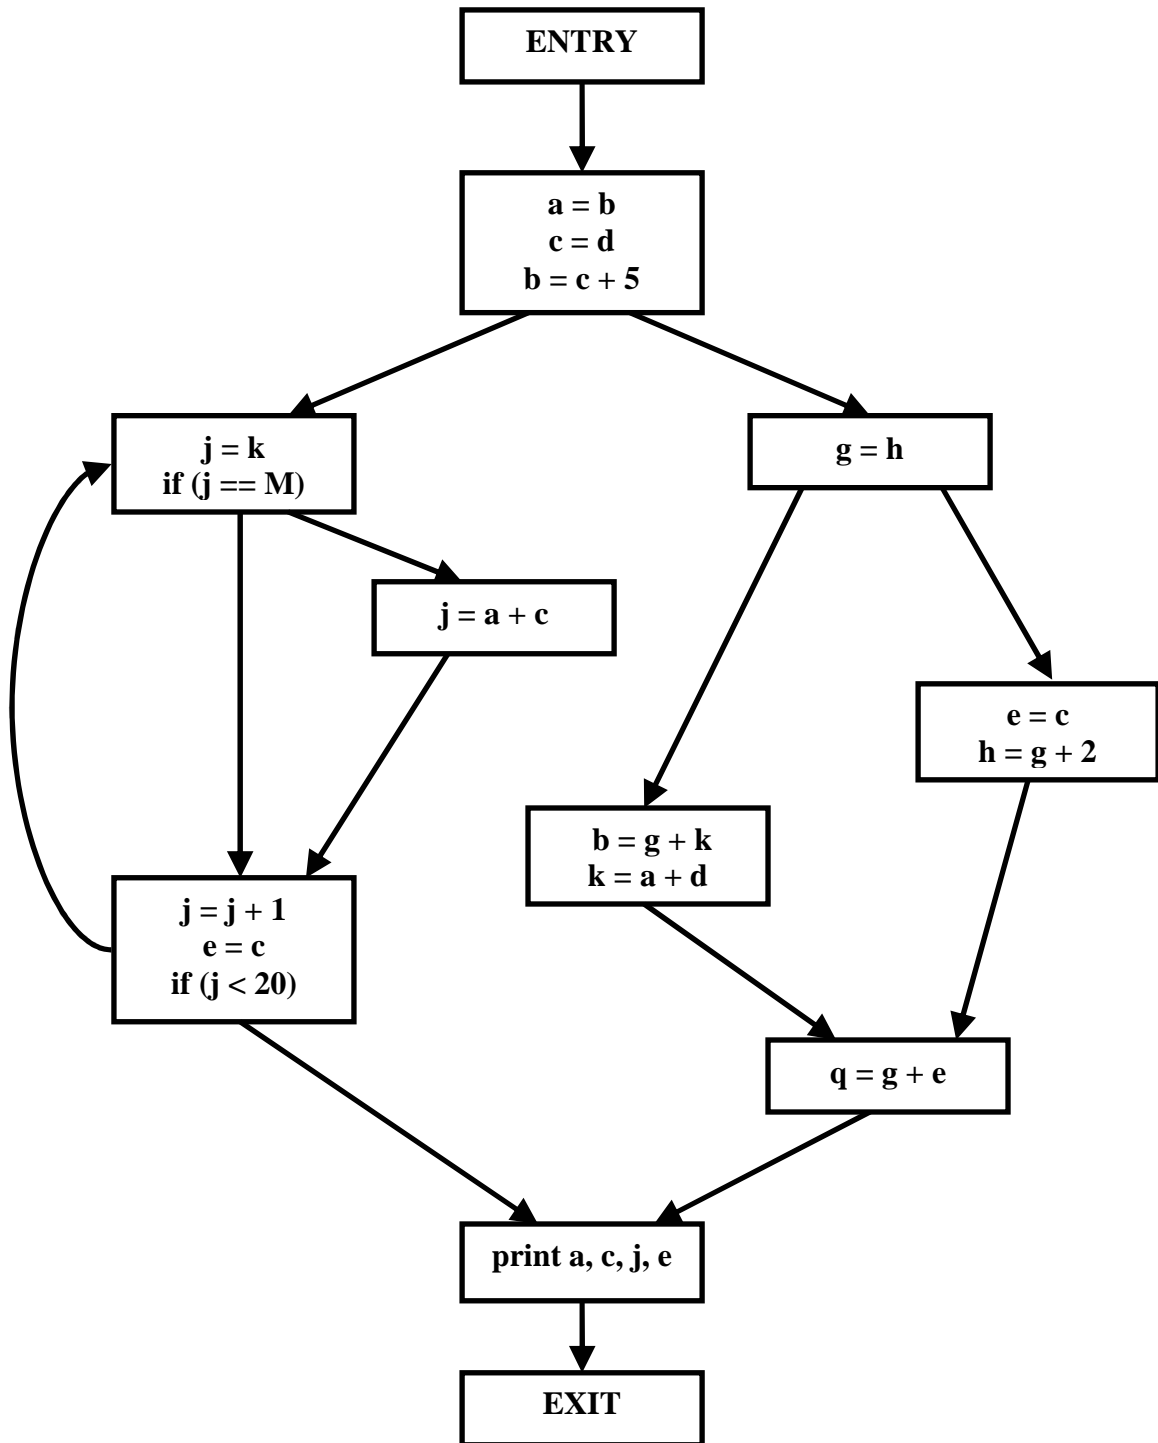 ENTRY
a = b
c = d
b = c + 5
j = k
if (j == M)
g = h
j = a + c
e = c
h = g + 2
b = g + k
k = a + d
j = j + 1
e = c
if (j < 20)
q = g + e
print a, c, j, e
EXIT